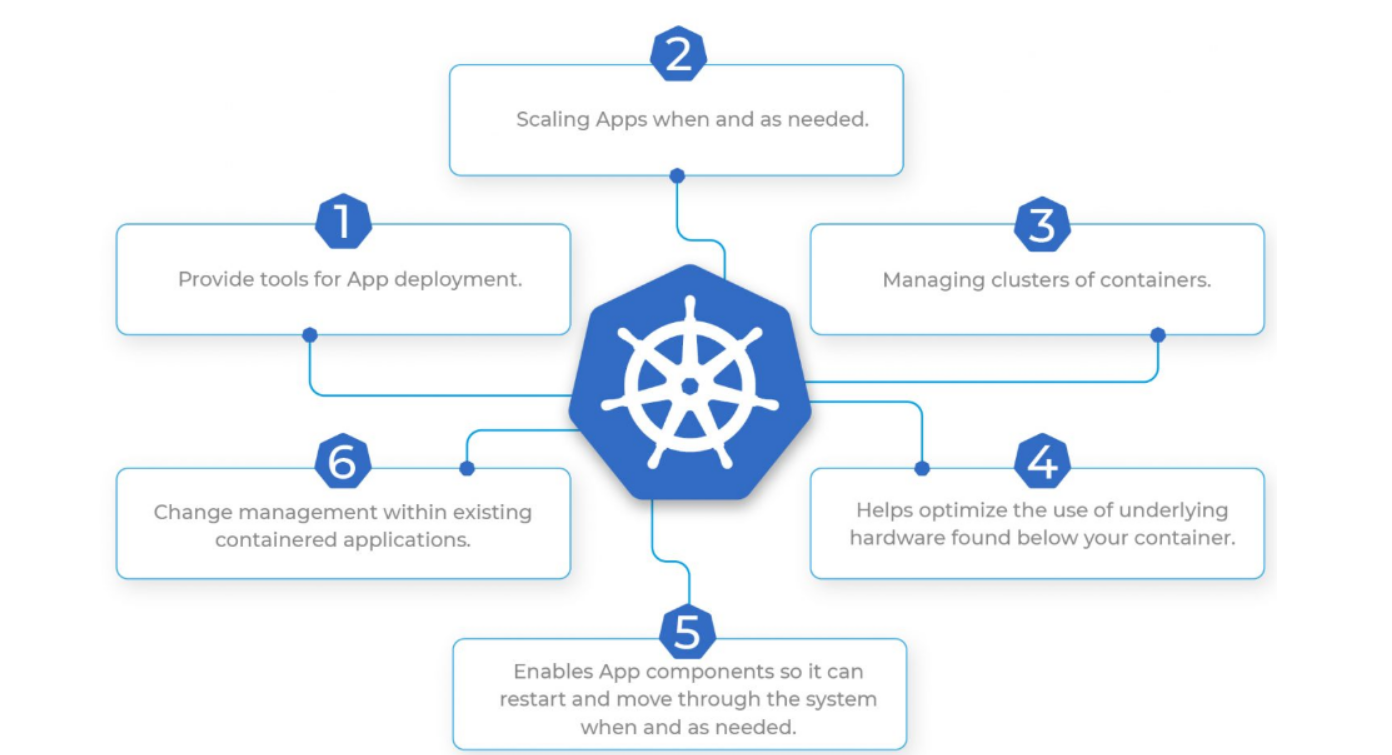 1
Provide tools for App deployment.
2
Scaling Apps when and as needed.
3
Managing clusters of containers.
4
Helps optimize the use of underlying
hardware found below your container.
5
Enables App components so it can
restart and move through the system
when and as needed.
6
Change management within existing
containered applications.